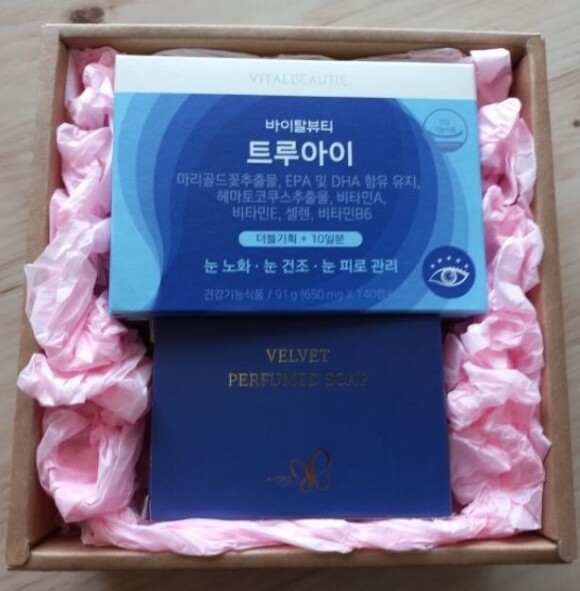 VITALBEAUTIE
바이탈뷰티
트루아이
마리골드꽃추출물, EPA 및 DHA 함유 유지,
헤마토코쿠스추출물, 비타민A,
비타민E, 셀렌, 비타민B6
더블기획 + 10일분
눈 노화 · 눈 건조 · 눈 피로 관리
건강기능식품 / 91 g (650 mg X 140캡슐)
VELVET
PERFUMED SOAP